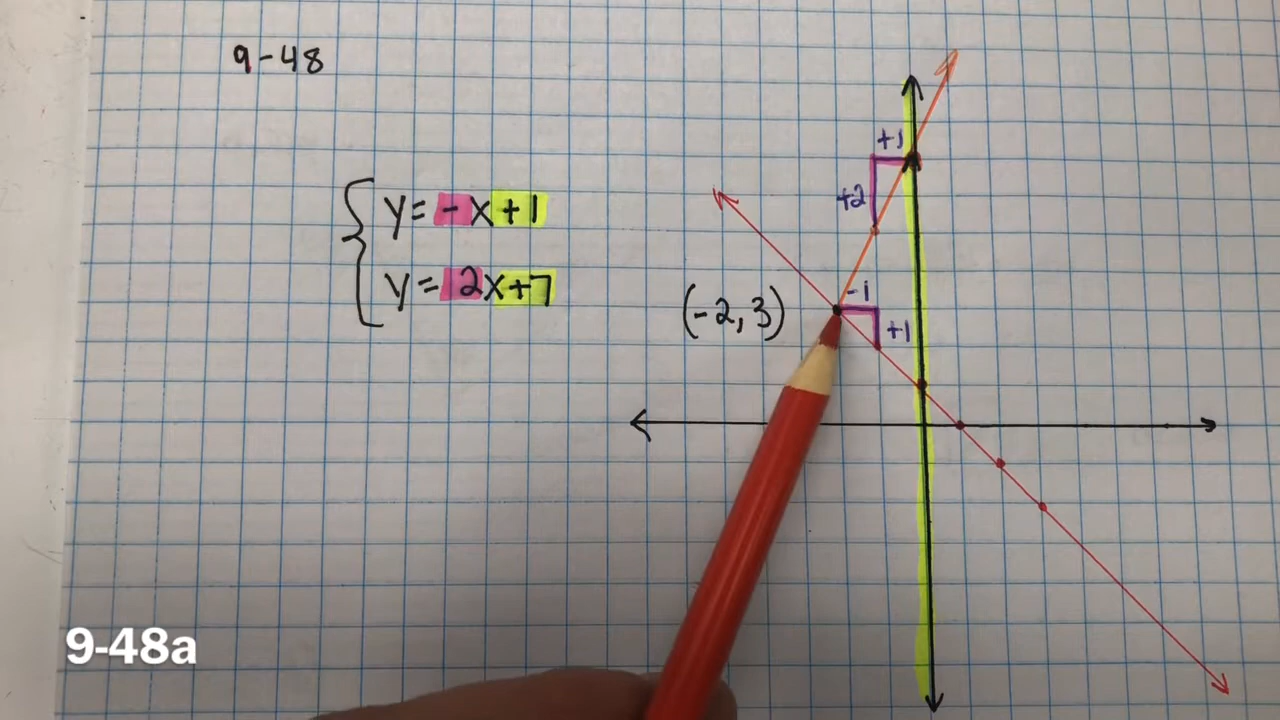 9-48
y=-x+1
y=2x+7
+1
+2
-1
(-2,3)
+1
9-48a